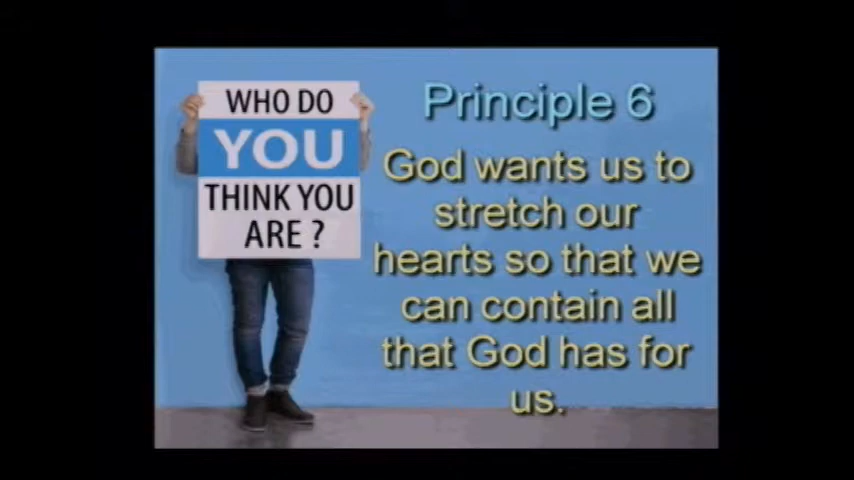 WHO DO
YOU
THINK YOU
ARE ?
Principle 6
God wants us to
stretch our
hearts so that we
can contain all
that God has for
us.